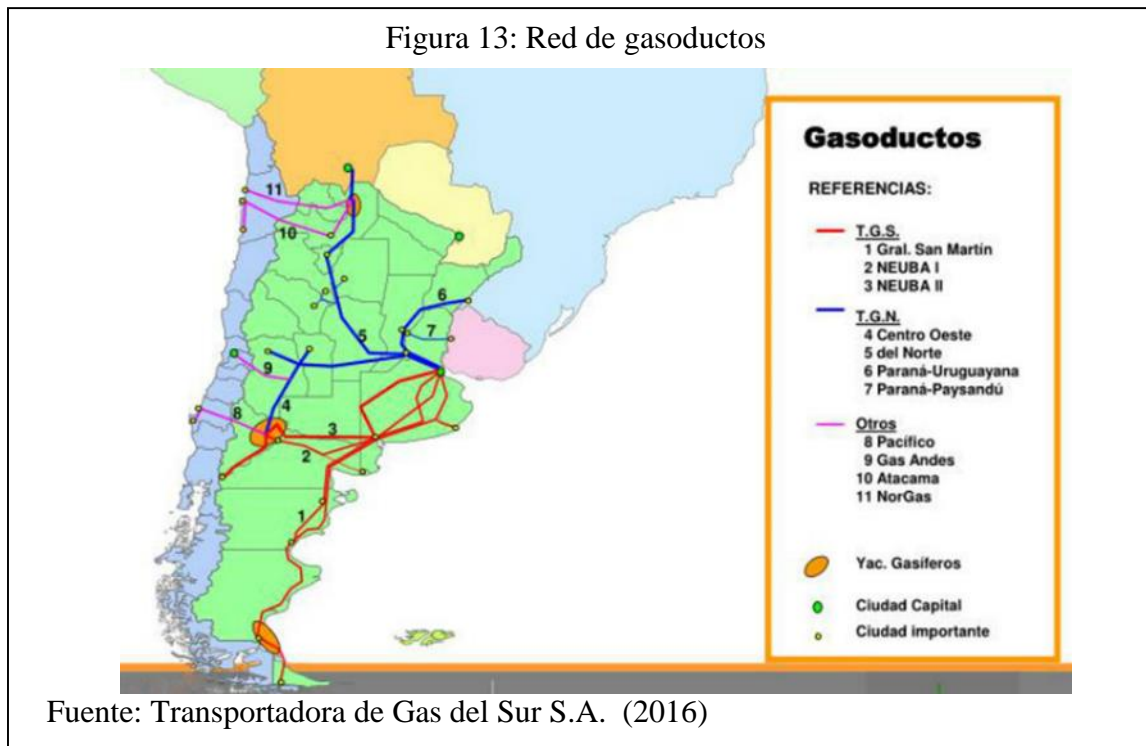 Figura 13: Red de gasoductos
11
10
6
7
5
9
4
8
3
2
1
Gasoductos
REFERENCIAS:
T.G.S.
1 Gral. San Martín
2 NEUBA I
3 NEUBA II
T.G.N.
4 Centro Oeste
5 del Norte
6 Paraná-Uruguayana
7 Paraná-Paysandú
Otros
8 Pacífico
9 Gas Andes
10 Atacama
11 NorGas
Yac. Gasíferos
Ciudad Capital
Ciudad importante
Fuente: Transportadora de Gas del Sur S.A. (2016)